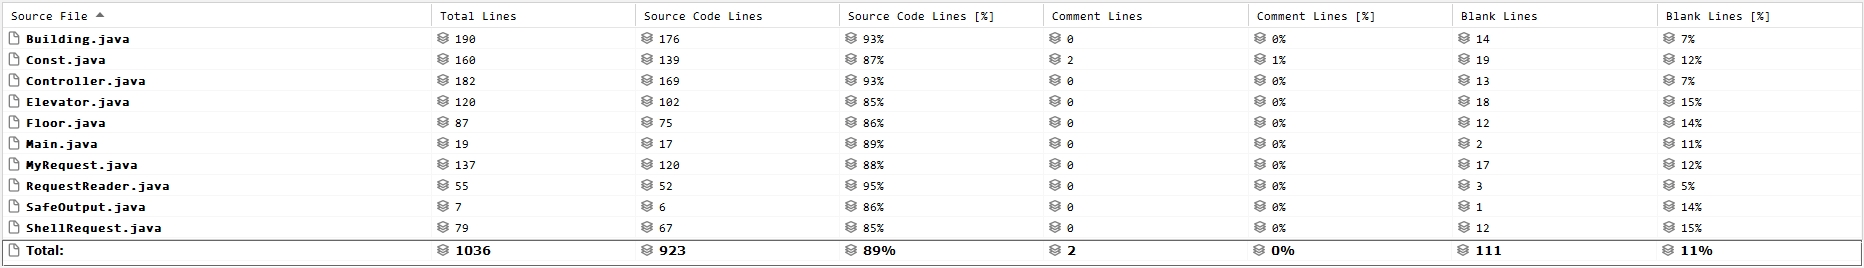 Source File Total Lines Source Code Lines Source Code Lines [%] Comment Lines Comment Lines [%] Blank Lines Blank Lines [%]
Building.java 190 176 93% 0 0% 14 7%
Const.java 160 139 87% 2 1% 19 12%
Controller.java 182 169 93% 0 0% 13 7%
Elevator.java 120 102 85% 0 0% 18 15%
Floor.java 87 75 86% 0 0% 12 14%
Main.java 19 17 89% 0 0% 2 11%
MyRequest.java 137 120 88% 0 0% 17 12%
RequestReader.java 55 52 95% 0 0% 3 5%
SafeOutput.java 7 6 86% 0 0% 1 14%
ShellRequest.java 79 67 85% 0 0% 12 15%
Total: 1036 923 89% 2 0% 111 11%